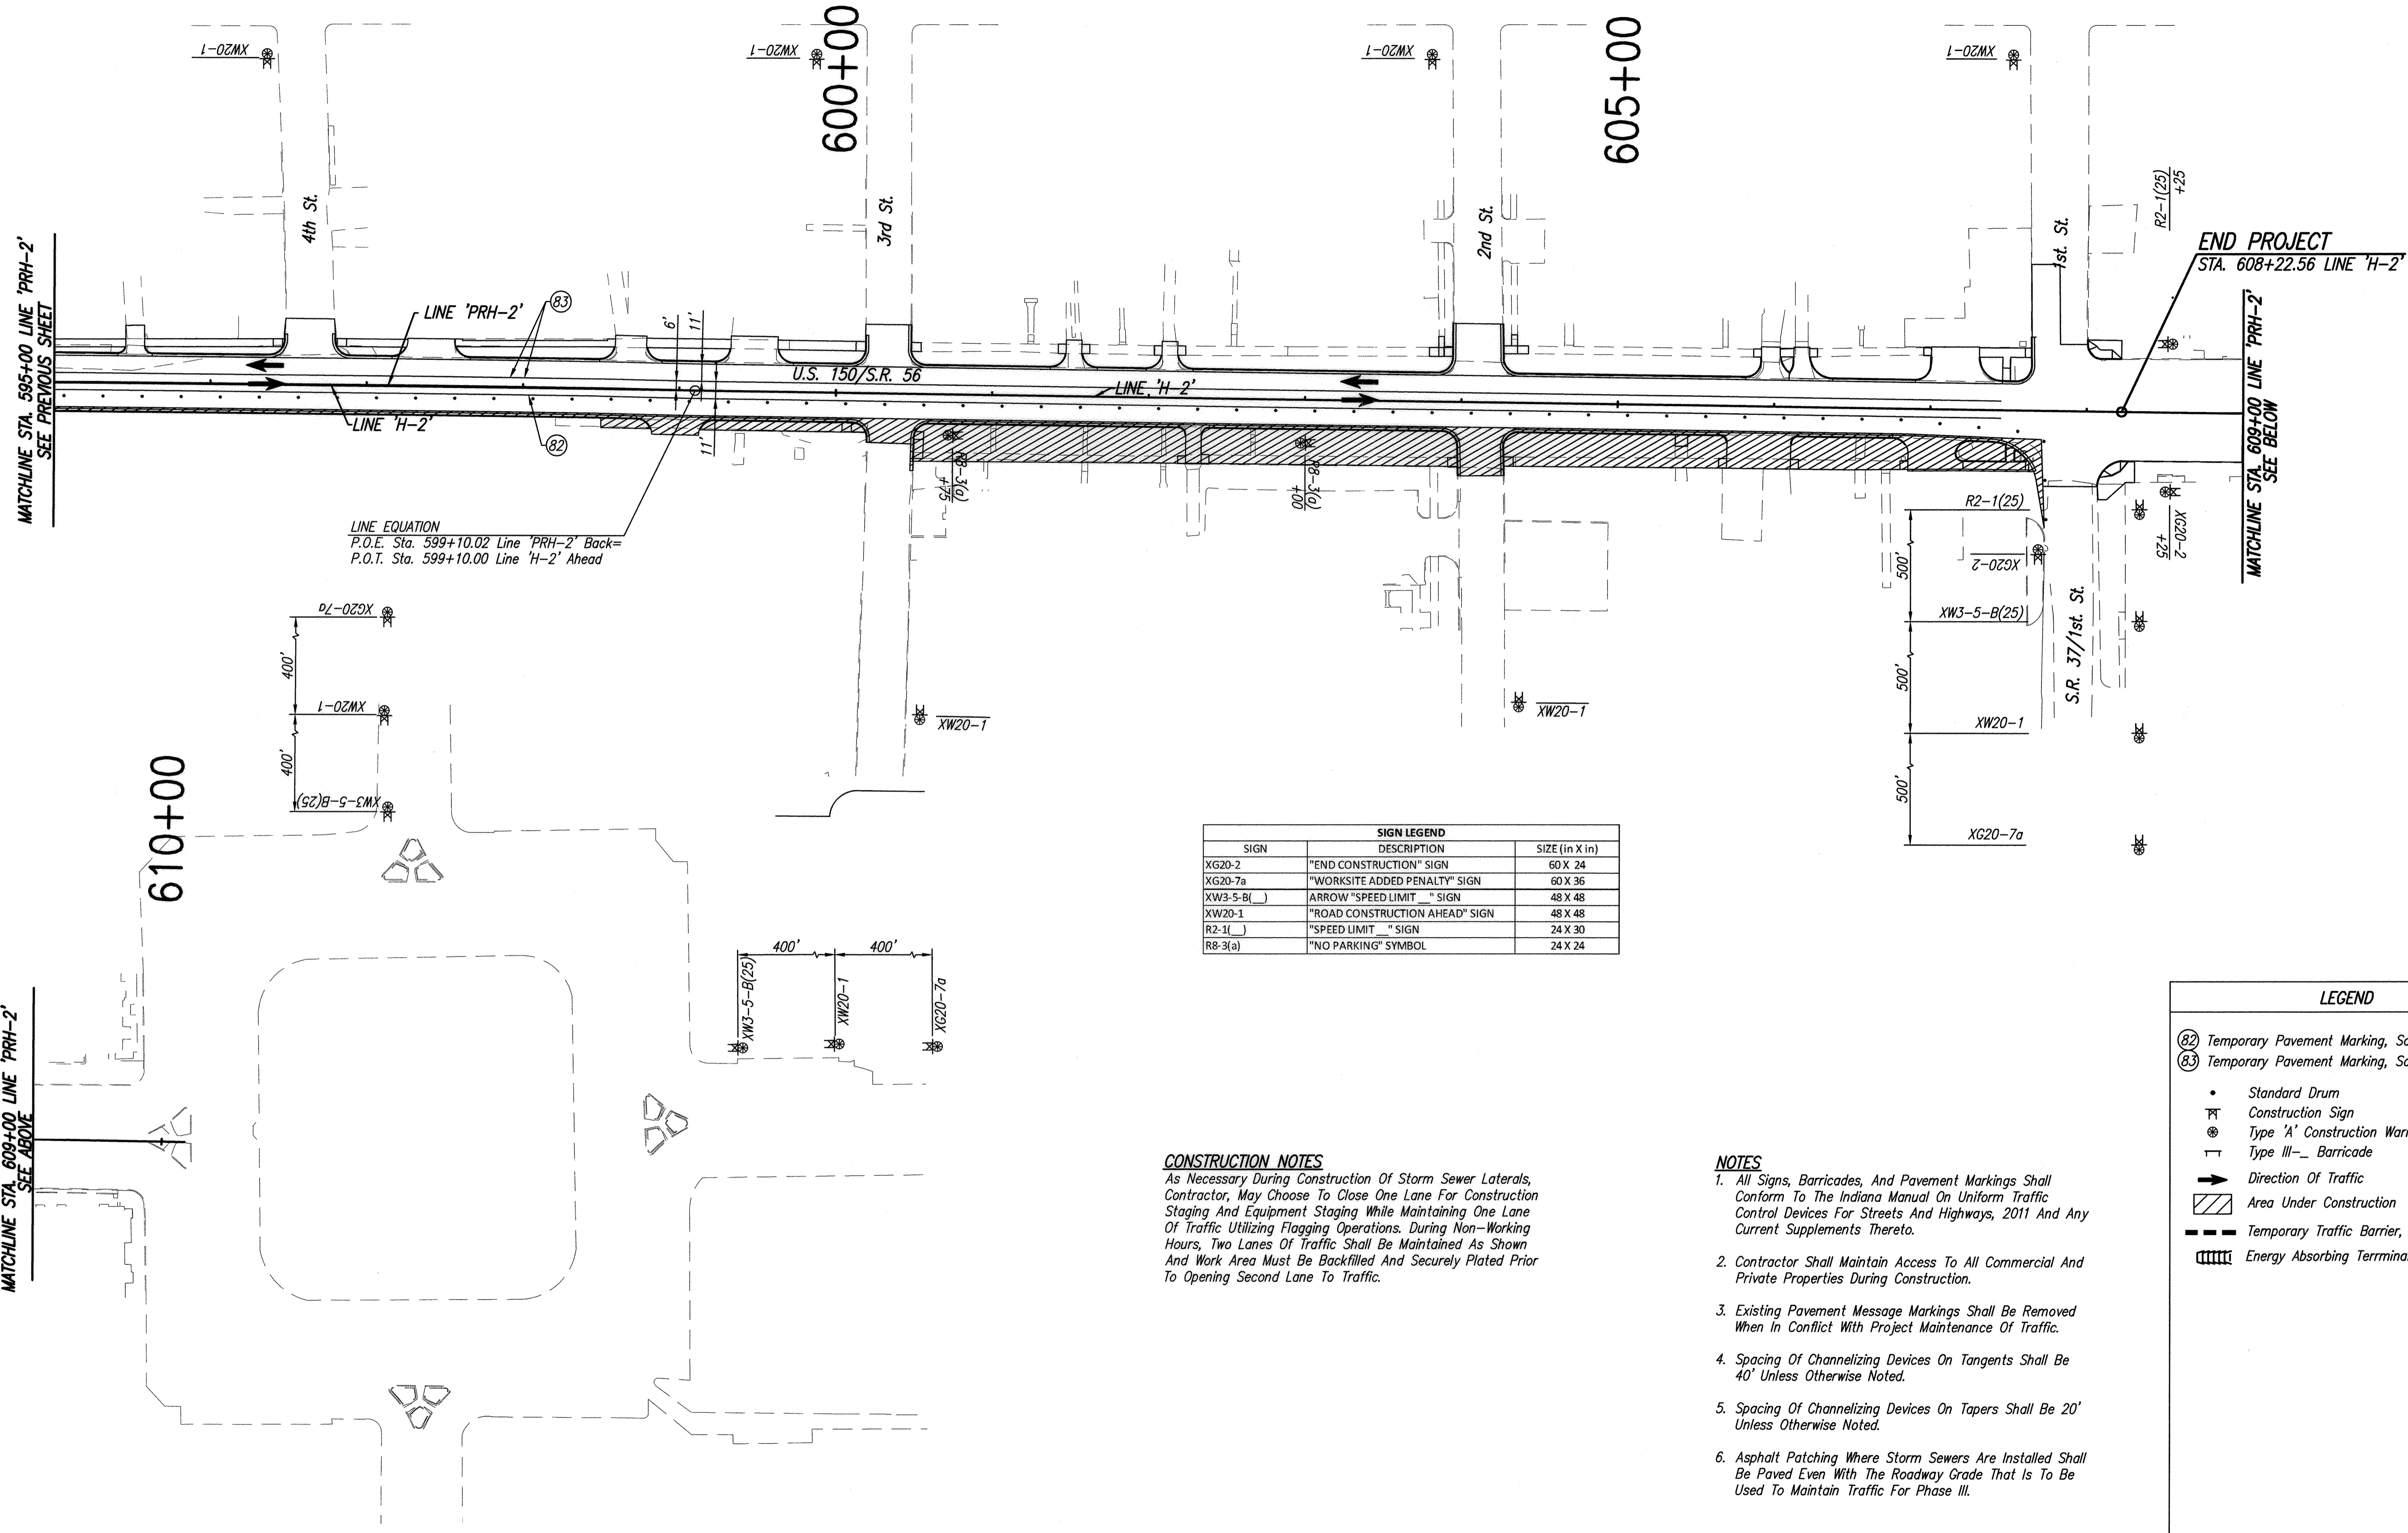 XW20-1
XW20-1
XW20-1
XW20-1
600+00
605+00
4th St.
3rd St.
2nd St.
1st. St.
R2-1(25)
+25
END PROJECT
STA. 608+22.56 LINE 'H-2'
MATCHLINE STA. 595+00 LINE 'PRH-2'
SEE PREVIOUS SHEET
LINE 'PRH-2'
83
6'
11'
U.S. 150/S.R. 56
LINE 'H-2'
LINE 'H-2'
82
11'
MATCHLINE STA. 609+00 LINE 'PRH-2'
SEE BELOW
R8-3(a)
+75
R8-3(a)
+00
LINE EQUATION
P.O.E. Sta. 599+10.02 Line 'PRH-2' Back=
P.O.T. Sta. 599+10.00 Line 'H-2' Ahead
R2-1(25)
500'
XG20-2
XG20-2
+25
XW3-5-B(25)
500'
S.R. 37/1st. St.
XW20-1
500'
XG20-7a
XG20-7a
400'
XW20-1
400'
XW3-5-B(25)
XW20-1
XW20-1
610+00
SIGN LEGEND
SIGN DESCRIPTION SIZE (in X in)
XG20-2 "END CONSTRUCTION" SIGN 60 X 24
XG20-7a "WORKSITE ADDED PENALTY" SIGN 60 X 36
XW3-5-B(__) ARROW "SPEED LIMIT __" SIGN 48 X 48
XW20-1 "ROAD CONSTRUCTION AHEAD" SIGN 48 X 48
R2-1(__) "SPEED LIMIT __" SIGN 24 X 30
R8-3(a) "NO PARKING" SYMBOL 24 X 24
400' 400'
XW3-5-B(25)
XW20-1
XG20-7a
MATCHLINE STA. 609+00 LINE 'PRH-2'
SEE ABOVE
CONSTRUCTION NOTES
As Necessary During Construction Of Storm Sewer Laterals,
Contractor, May Choose To Close One Lane For Construction
Staging And Equipment Staging While Maintaining One Lane
Of Traffic Utilizing Flagging Operations. During Non-Working
Hours, Two Lanes Of Traffic Shall Be Maintained As Shown
And Work Area Must Be Backfilled And Securely Plated Prior
To Opening Second Lane To Traffic.
NOTES
1. All Signs, Barricades, And Pavement Markings Shall
Conform To The Indiana Manual On Uniform Traffic
Control Devices For Streets And Highways, 2011 And Any
Current Supplements Thereto.
2. Contractor Shall Maintain Access To All Commercial And
Private Properties During Construction.
3. Existing Pavement Message Markings Shall Be Removed
When In Conflict With Project Maintenance Of Traffic.
4. Spacing Of Channelizing Devices On Tangents Shall Be
40' Unless Otherwise Noted.
5. Spacing Of Channelizing Devices On Tapers Shall Be 20'
Unless Otherwise Noted.
6. Asphalt Patching Where Storm Sewers Are Installed Shall
Be Paved Even With The Roadway Grade That Is To Be
Used To Maintain Traffic For Phase III.
LEGEND
82 Temporary Pavement Marking,
83 Temporary Pavement Marking,
Standard Drum
Construction Sign
Type 'A' Construction
Type III-_ Barricade
Direction Of Traffic
Area Under Construction
Temporary Traffic Barrier,
Energy Absorbing